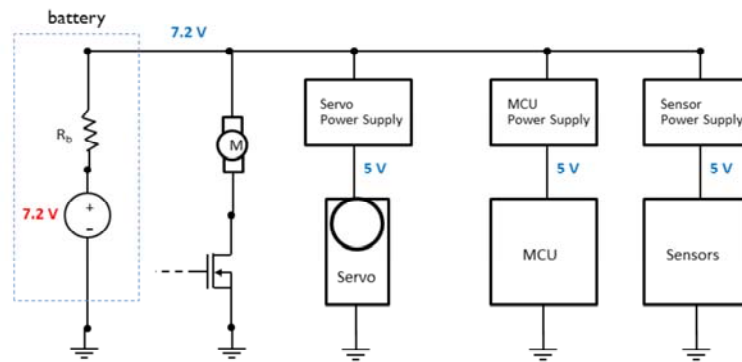 battery
7.2 V
R_b
7.2 V
+
-
M
Servo
Power Supply
5 V
Servo
MCU
Power Supply
5 V
MCU
Sensor
Power Supply
5 V
Sensors